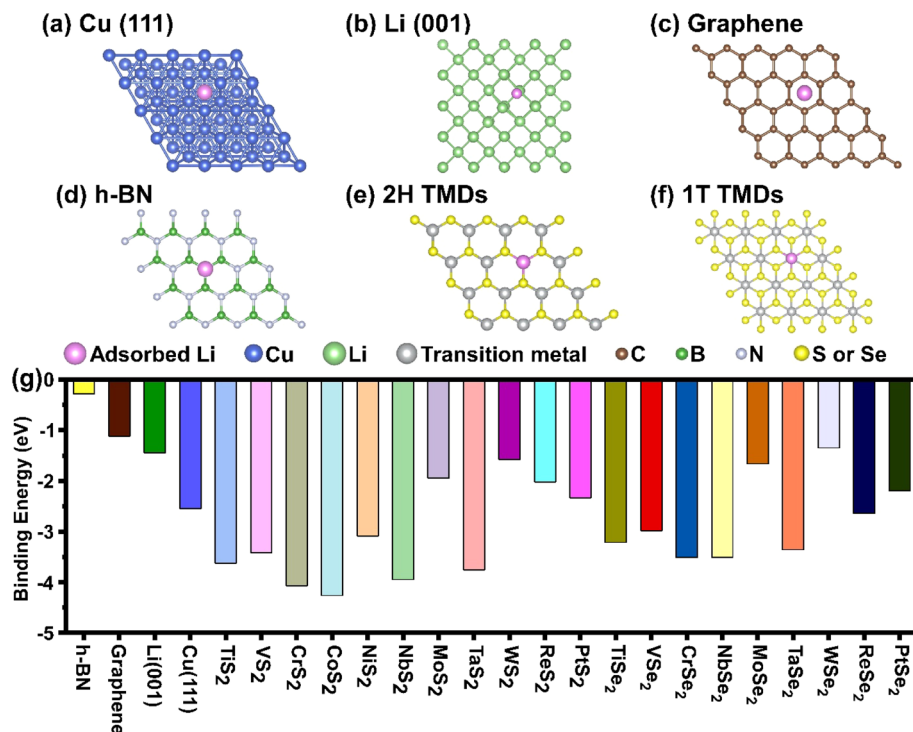 (a) Cu (111)
(b) Li (001)
(c) Graphene
(d) h-BN
(e) 2H TMDs
(f) 1T TMDs
Adsorbed Li Cu Li Transition metal C B N S or Se
(g)
Binding Energy (eV)
0
-1
-2
-3
-4
-5
h-BN
Graphene
Li(001)
Cu(111)
TiS₂
VS₂
CrS₂
CoS₂
NiS₂
NbS₂
MoS₂
TaS₂
WS₂
ReS₂
PtS₂
TiSe₂
VSe₂
CrSe₂
NbSe₂
MoSe₂
TaSe₂
WSe₂
ReSe₂
PtSe₂